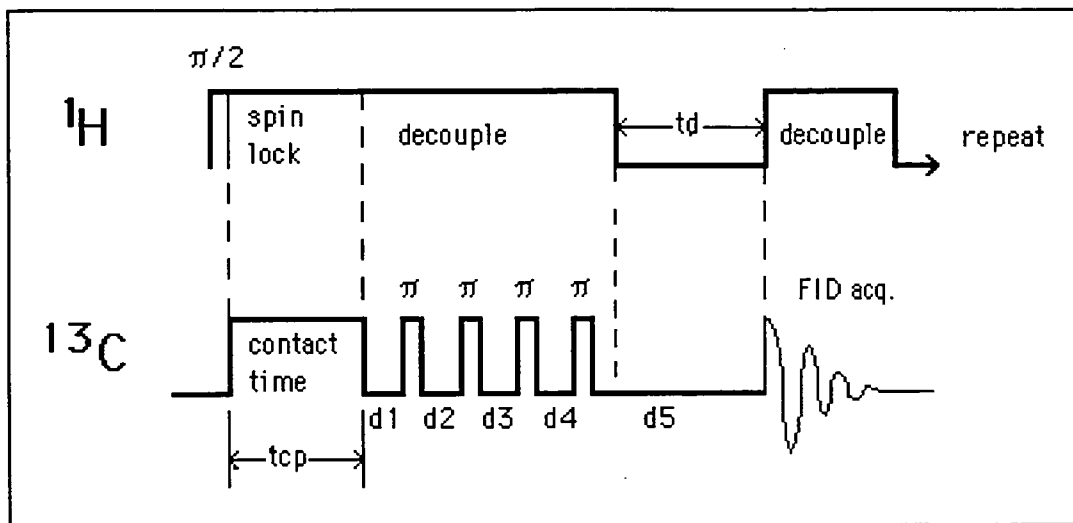 π/2
¹H
spin
lock
decouple
td
decouple
repeat
π π π π
FID acq.
¹³C
contact
time
d1 d2 d3 d4 d5
tcp